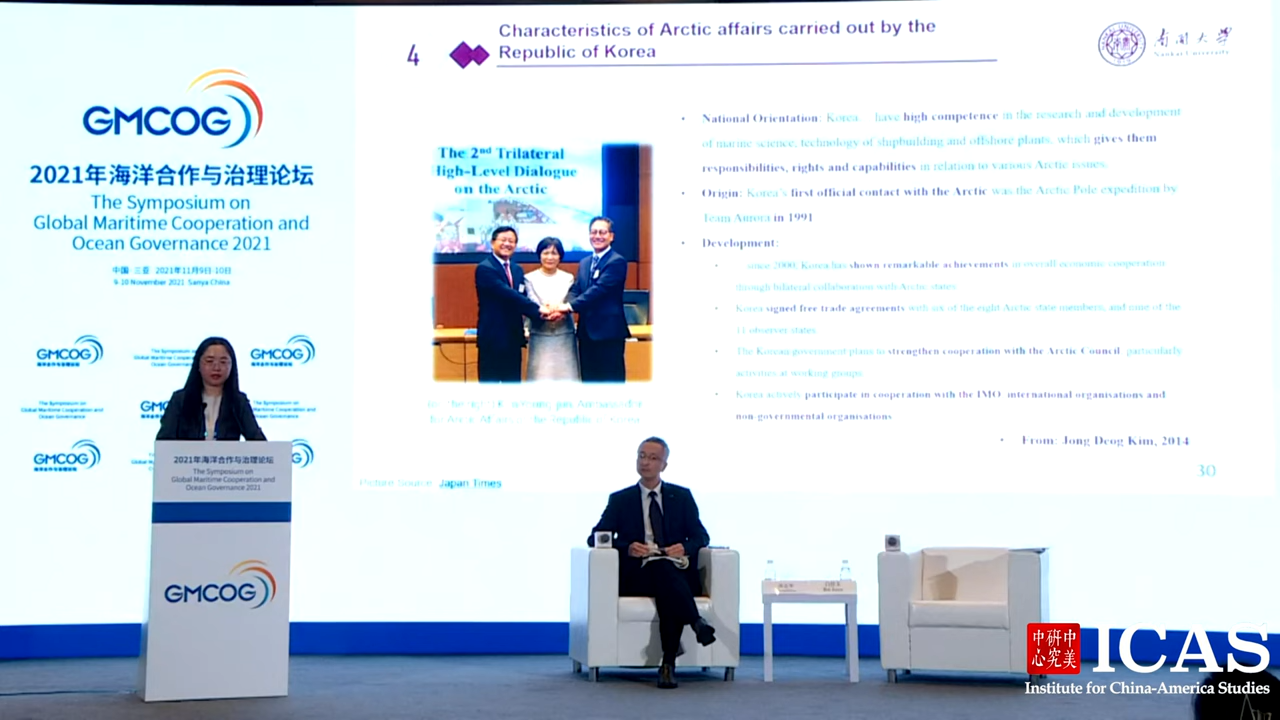 GMCOG
2021年海洋合作与治理论坛
The Symposium on
Global Maritime Cooperation and
Ocean Governance 2021
中国·三亚 2021年11月9日-10日
9-10 November 2021 Sanya China
4
Characteristics of Arctic affairs carried out by the
Republic of Korea
南開大學
Nankai University
The 2nd Trilateral
High-Level Dialogue
on the Arctic
Picture Source: Japan Times
• National Orientation: Korea have high competence in the research and development
of marine science, technology of shipbuilding and offshore plants, which gives them
responsibilities, rights and capabilities in relation to various Arctic issues.
• Origin: Korea's first official contact with the Arctic was the Arctic Pole expedition by
Team Aurora in 1991
• Development:
• since 2000, Korea has shown remarkable achievements in overall economic cooperation
through bilateral collaboration with Arctic states.
• Korea signed free trade agreements with six of the eight Arctic state members, and nine of the
11 observer states
• The Korean government plans to strengthen cooperation with the Arctic Council, particularly
activities at working groups.
• Korea actively participate in cooperation with the IMO, international organisations and
non-governmental organisations
• From: Jong Deog Kim, 2014
30
GMCOG
GMCOG
GMCOG
2021年海洋合作与治理论坛
The Symposium on
Global Maritime Cooperation and
Ocean Governance 2021
GMCOG
中研中
心究美
ICAS
Institute for China-America Studies